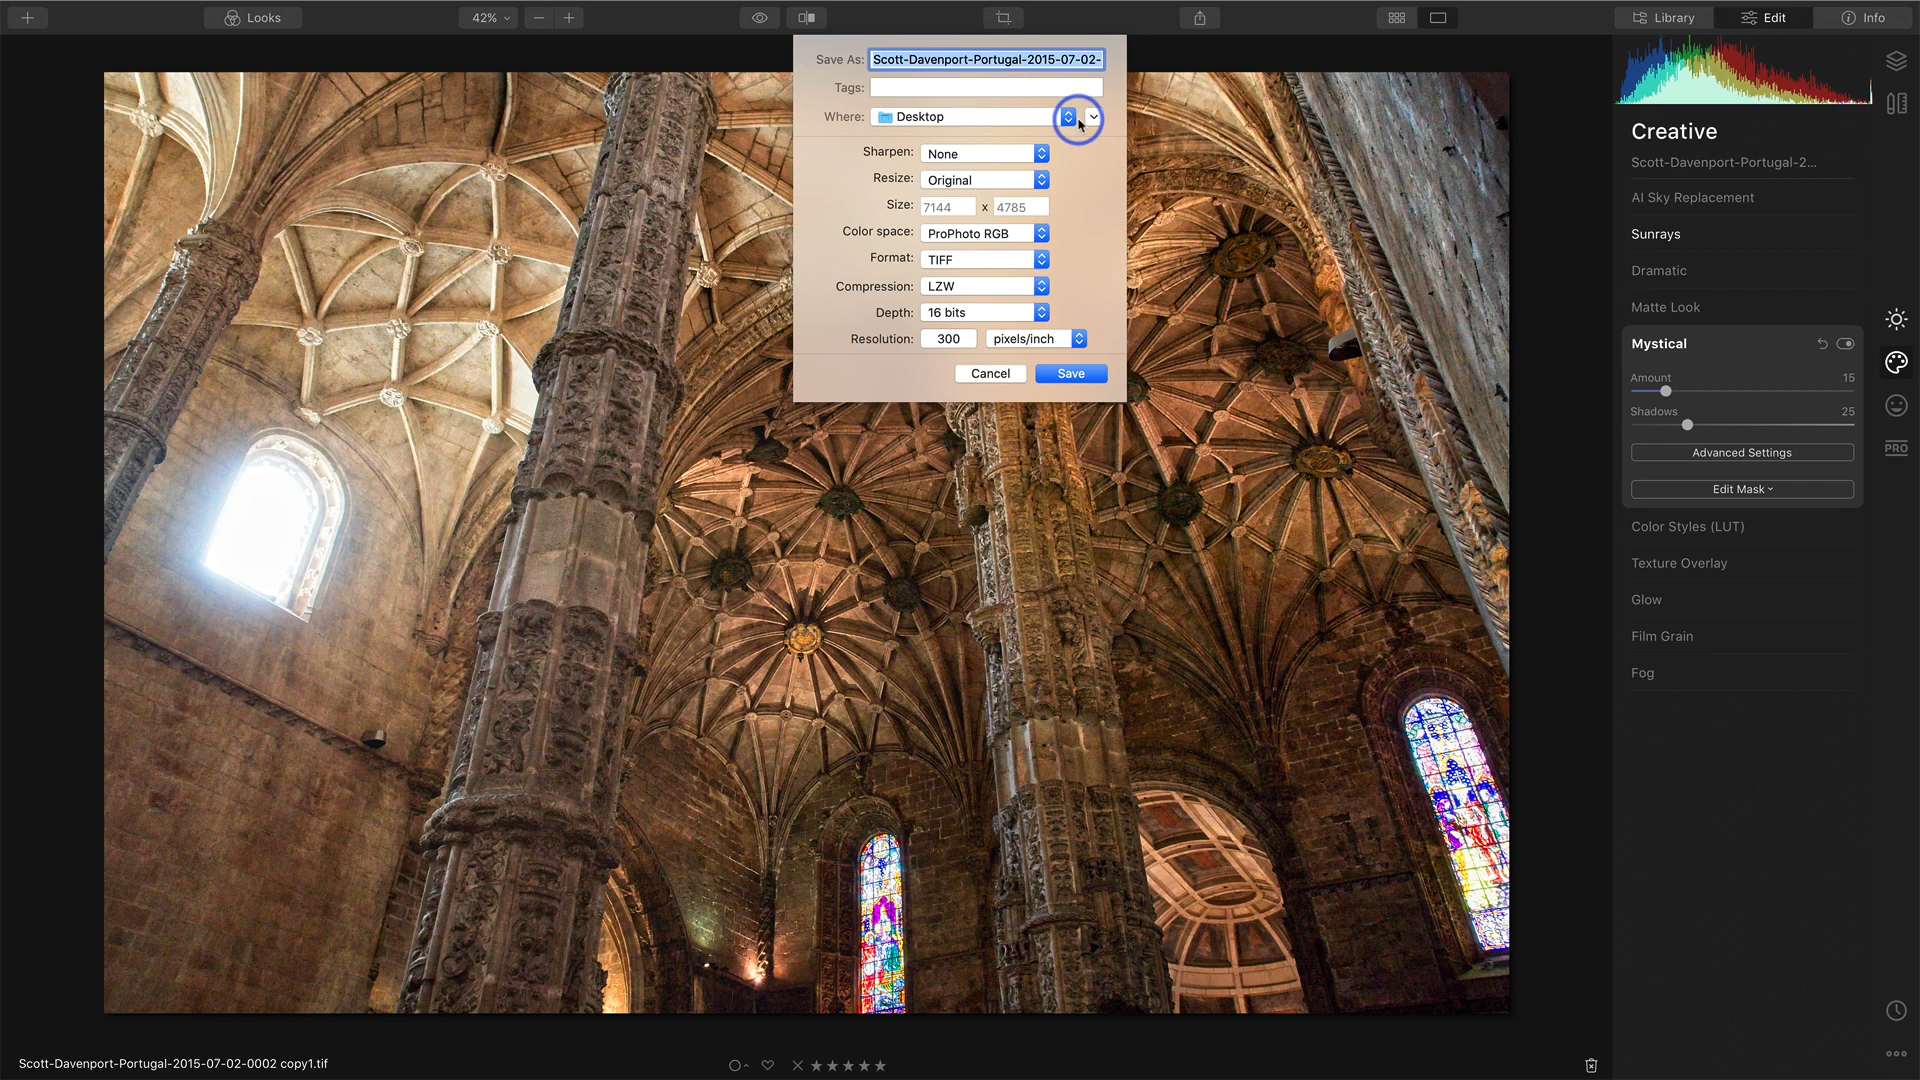 Looks
42%
Library
Edit
Info
Save As: Scott-Davenport-Portugal-2015-07-02-
Tags:
Where: Desktop
Sharpen: None
Resize: Original
Size: 7144 x 4785
Color space: ProPhoto RGB
Format: TIFF
Compression: LZW
Depth: 16 bits
Resolution: 300 pixels/inch
Cancel
Save
Creative
Scott-Davenport-Portugal-2...
AI Sky Replacement
Sunrays
Dramatic
Matte Look
Mystical
Amount 15
Shadows 25
Advanced Settings
Edit Mask
Color Styles (LUT)
Texture Overlay
Glow
Film Grain
Fog
PRO
Scott-Davenport-Portugal-2015-07-02-0002 copy1.tif